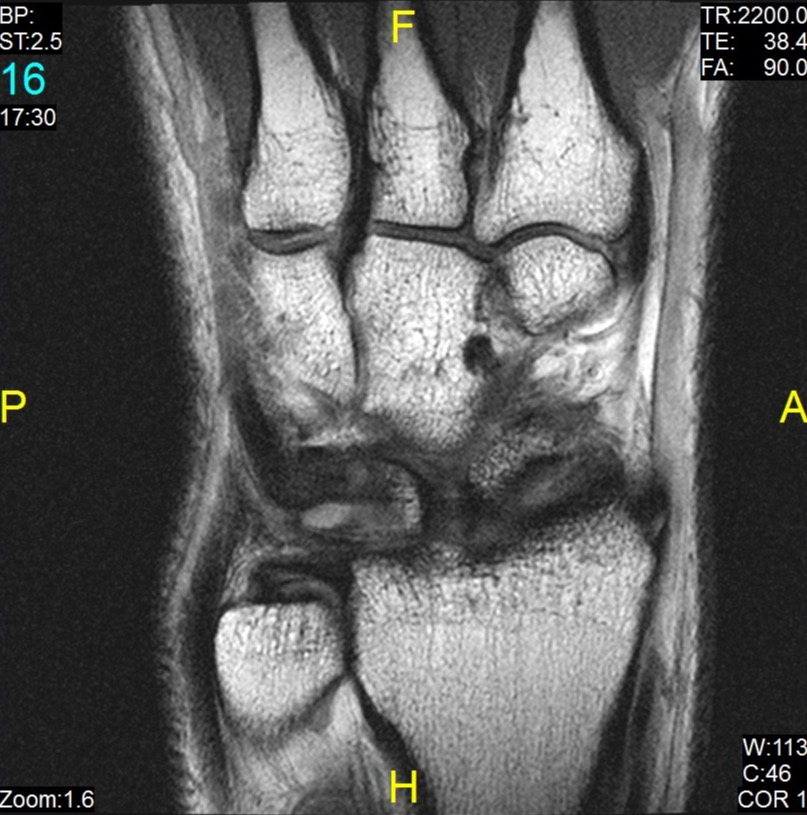 BP:
ST:2.5
16
17:30
F
TR:2200.0
TE: 38.4
FA: 90.0
P
A
H
Zoom:1.6
W:113
C:46
COR 1